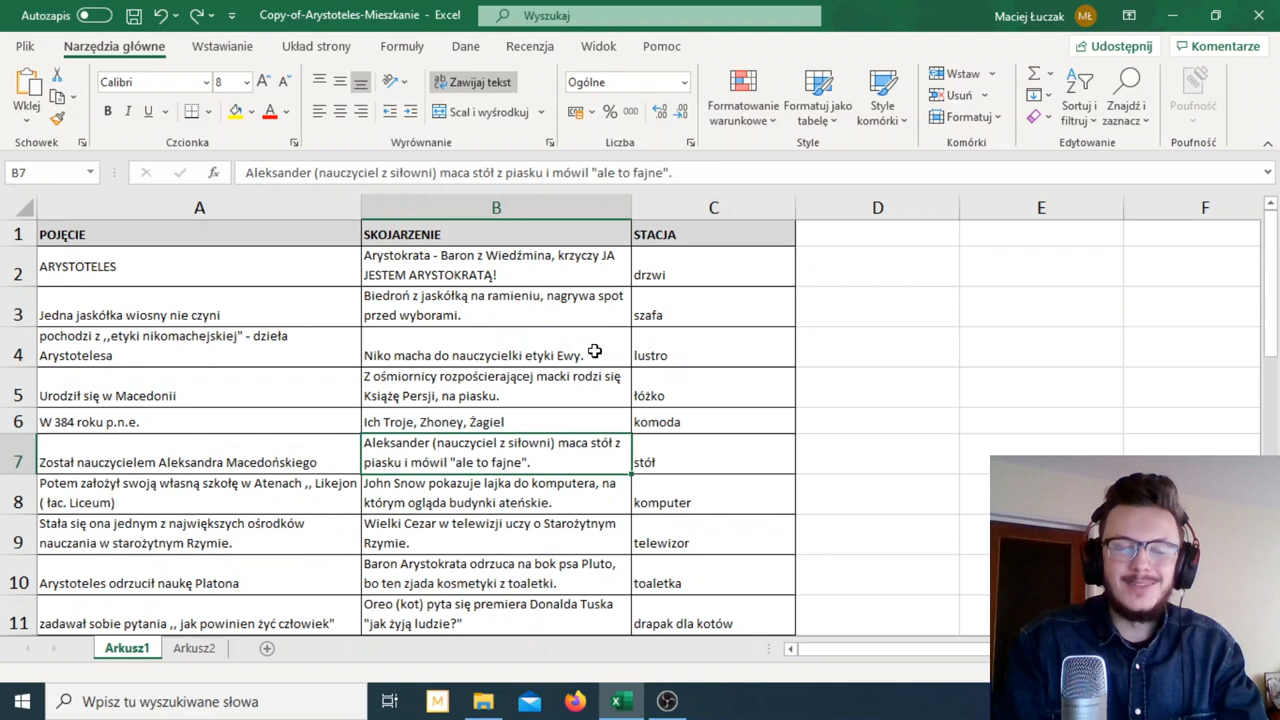 Autozapis
Copy-of-Arystoteles-Mieszkanie - Excel
Wyszukaj
Maciej Łuczak
MŁ
Plik
Narzędzia główne
Wstawianie
Układ strony
Formuły
Dane
Recenzja
Widok
Pomoc
Udostępnij
Komentarze
Wklej
Calibri
8
B I U
Zawijaj tekst
Scal i wyśrodkuj
Ogólne
% 000
Formatowanie
warunkowe
Formatuj jako
tabelę
Style
komórki
Wstaw
Usuń
Formatuj
Sortuj i
filtruj
Znajdź i
zaznacz
Poufność
Schowek
Czcionka
Wyrównanie
Liczba
Style
Komórki
Edytowanie
Poufność
B7
fx
Aleksander (nauczyciel z siłowni) maca stół z piasku i mówił "ale to fajne".
A B C D E F
1 POJĘCIE SKOJARZENIE STACJA
2 ARYSTOTELES
Arystokrata - Baron z Wiedźmina, krzyczy JA
JESTEM ARYSTOKRATĄ!
drzwi
3 Jedna jaskółka wiosny nie czyni
Biedroń z jaskółką na ramieniu, nagrywa spot
przed wyborami.
szafa
4 pochodzi z ,,etyki nikomachejskiej" - dzieła
Arystotelesa
Niko macha do nauczycielki etyki Ewy.
lustro
5 Urodził się w Macedonii
Z ośmiornicy rozpościerającej macki rodzi się
Książę Persji, na piasku.
łóżko
6 W 384 roku p.n.e.
Ich Troje, Zhoney, Żagiel
komoda
7 Został nauczycielem Aleksandra Macedońskiego
Aleksander (nauczyciel z siłowni) maca stół z
piasku i mówił "ale to fajne".
stół
8 Potem założył swoją własną szkołę w Atenach ,, Likejon
( łac. Liceum)
John Snow pokazuje lajka do komputera, na
którym ogląda budynki ateńskie.
komputer
9 Stała się ona jednym z największych ośrodków
nauczania w starożytnym Rzymie.
Wielki Cezar w telewizji uczy o Starożytnym
Rzymie.
telewizor
10 Arystoteles odrzucił naukę Platona
Baron Arystokrata odrzuca na bok psa Pluto,
bo ten zjada kosmetyki z toaletki.
toaletka
11 zadawał sobie pytania ,, jak powinien żyć człowiek"
Oreo (kot) pyta się premiera Donalda Tuska
"jak żyją ludzie?"
drapak dla kotów
Arkusz1
Arkusz2
Wpisz tu wyszukiwane słowa
M